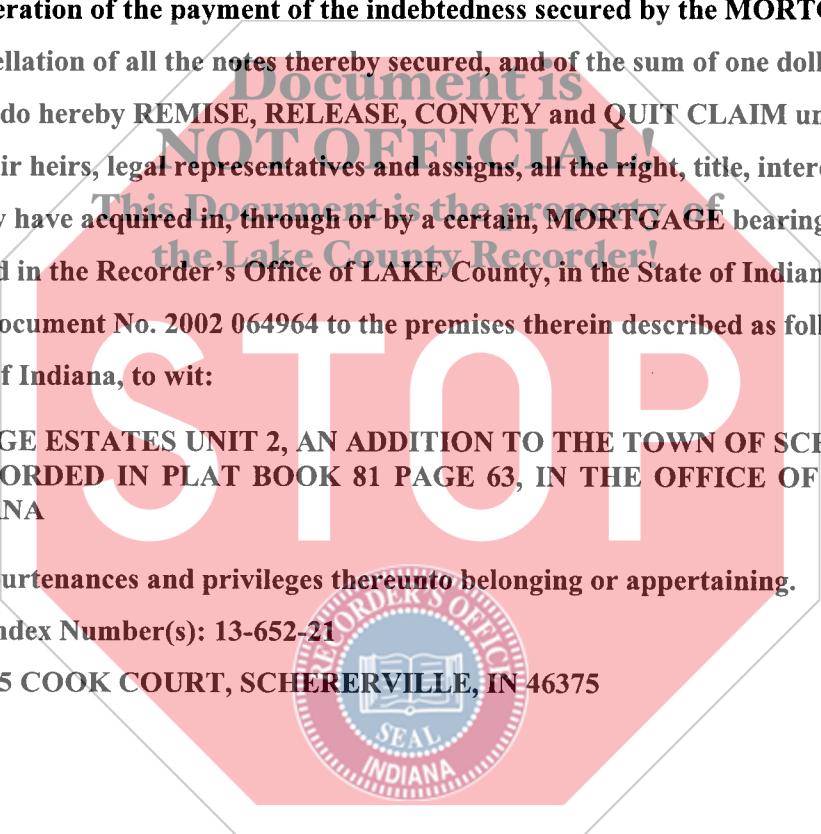 eration of the payment of the indebtedness secured by the MORTG
ellation of all the notes thereby secured, and of the sum of one doll
Document is
do hereby REMISE, RELEASE, CONVEY and QUIT CLAIM un
NOT OFFICIAL!
ir heirs, legal representatives and assigns, all the right, title, inter
This Document is the property of
y have acquired in, through or by a certain, MORTGAGE bearing
the Lake County Recorder!
d in the Recorder's Office of LAKE County, in the State of Indian
ocument No. 2002 064964 to the premises therein described as foll
f Indiana, to wit:
STOP
GE ESTATES UNIT 2, AN ADDITION TO THE TOWN OF SCH
ORDED IN PLAT BOOK 81 PAGE 63, IN THE OFFICE OF
ANA
urtenances and privileges thereunto belonging or appertaining.
ndex Number(s): 13-652-21
5 COOK COURT, SCHERERVILLE, IN 46375
RECORDER'S OFFICE
SEAL
INDIANA